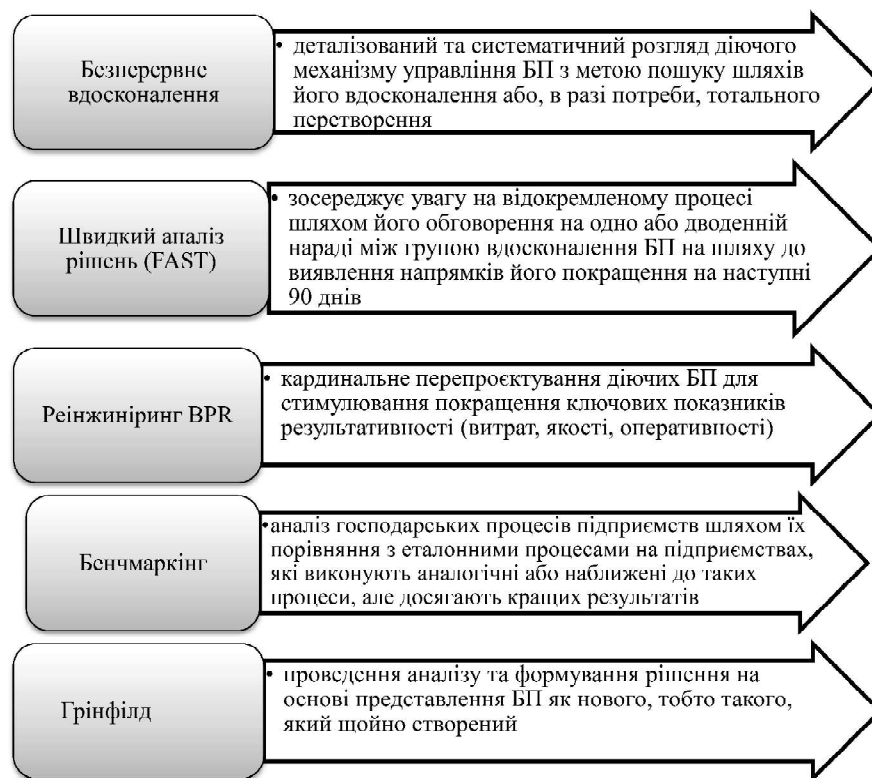 Безперервне
вдосконалення
• деталізований та систематичний розгляд діючого
механізму управління БП з метою пошуку шляхів
його вдосконалення або, в разі потреби, тотального
перетворення
Швидкий аналіз
рішень (FAST)
• зосереджує увагу на відокремленому процесі
шляхом його обговорення на одно або дводенній
нараді між групою вдосконалення БП на шляху до
виявлення напрямків його покращення на наступні
90 днів
Реінжиніринг BPR
• кардинальне перепроєктування діючих БП для
стимулювання покращення ключових показників
результативності (витрат, якості, оперативності)
Бенчмаркінг
• аналіз господарських процесів підприємств шляхом їх
порівняння з еталонними процесами на підприємствах,
які виконують аналогічні або наближені до таких
процеси, але досягають кращих результатів
Грінфілд
• проведення аналізу та формування рішення на
основі представлення БП як нового, тобто такого,
який щойно створений